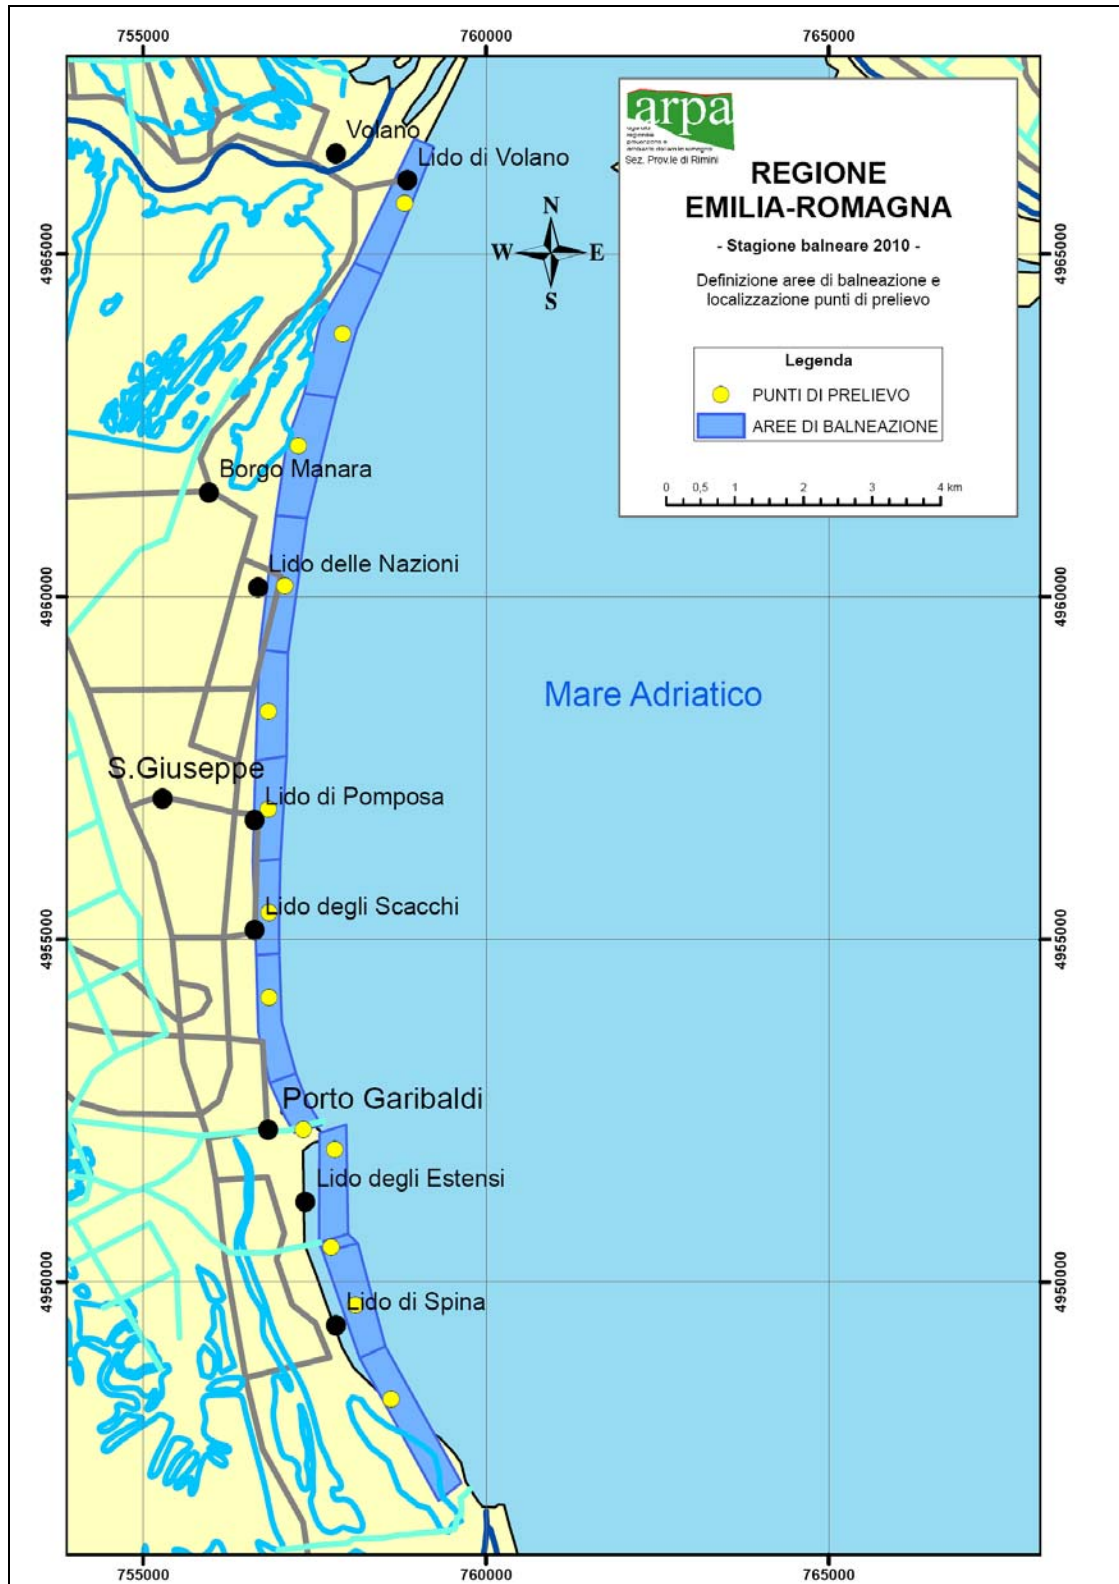 755000
760000
765000
arpa
Sez. Prov.le di Rimini
REGIONE
EMILIA-ROMAGNA
- Stagione balneare 2010 -
Definizione aree di balneazione e
localizzazione punti di prelievo
Legenda
PUNTI DI PRELIEVO
AREE DI BALNEAZIONE
0 0,5 1 2 3 4 km
N
W E
S
Volano
Lido di Volano
4965000
4965000
Borgo Manara
Lido delle Nazioni
4960000
4960000
Mare Adriatico
S.Giuseppe
Lido di Pomposa
Lido degli Scacchi
4955000
4955000
Porto Garibaldi
Lido degli Estensi
4950000
4950000
Lido di Spina
755000
760000
765000